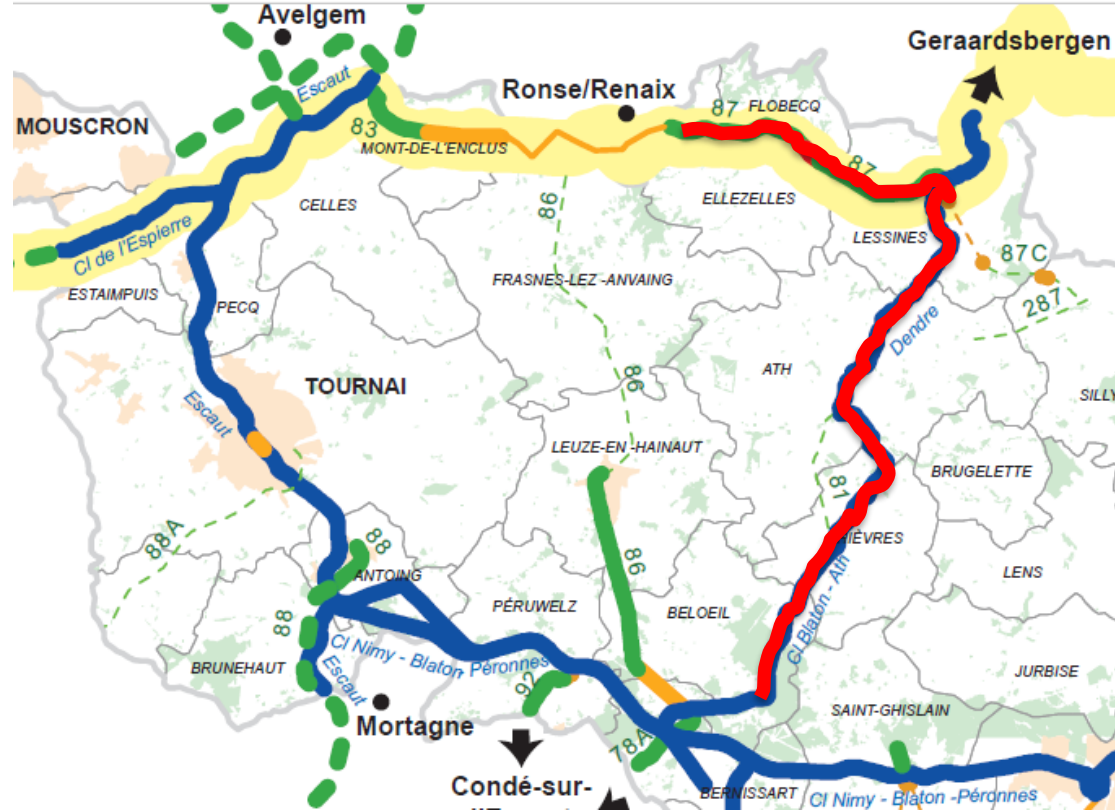 Avelgem
Geraardsbergen
Escaut
Ronse/Renaix
87
FLOBECQ
MOUSCRON
83
MONT-DE-L'ENCLUS
87
86
ELLEZELLES
CELLES
LESSINES
Cl de l'Espierre
87C
FRASNES-LEZ -ANVAING
ESTAIMPUIS
PECQ
287
Dendre
ATH
86
TOURNAI
SILLY
Escaut
LEUZE-EN -HAINAUT
BRUGELETTE
81
88A
88
IÈVRES
86
ANTOING
LENS
PÉRUWELZ
BELOEIL
Cl Blaton - Ath
88
Cl Nimy - Blaton-Péronnes
BRUNEHAUT
JURBISE
Escaut
92
SAINT-GHISLAIN
Mortagne
78A
Condé-sur-
BERNISSART
Cl Nimy - Blaton -Péronnes